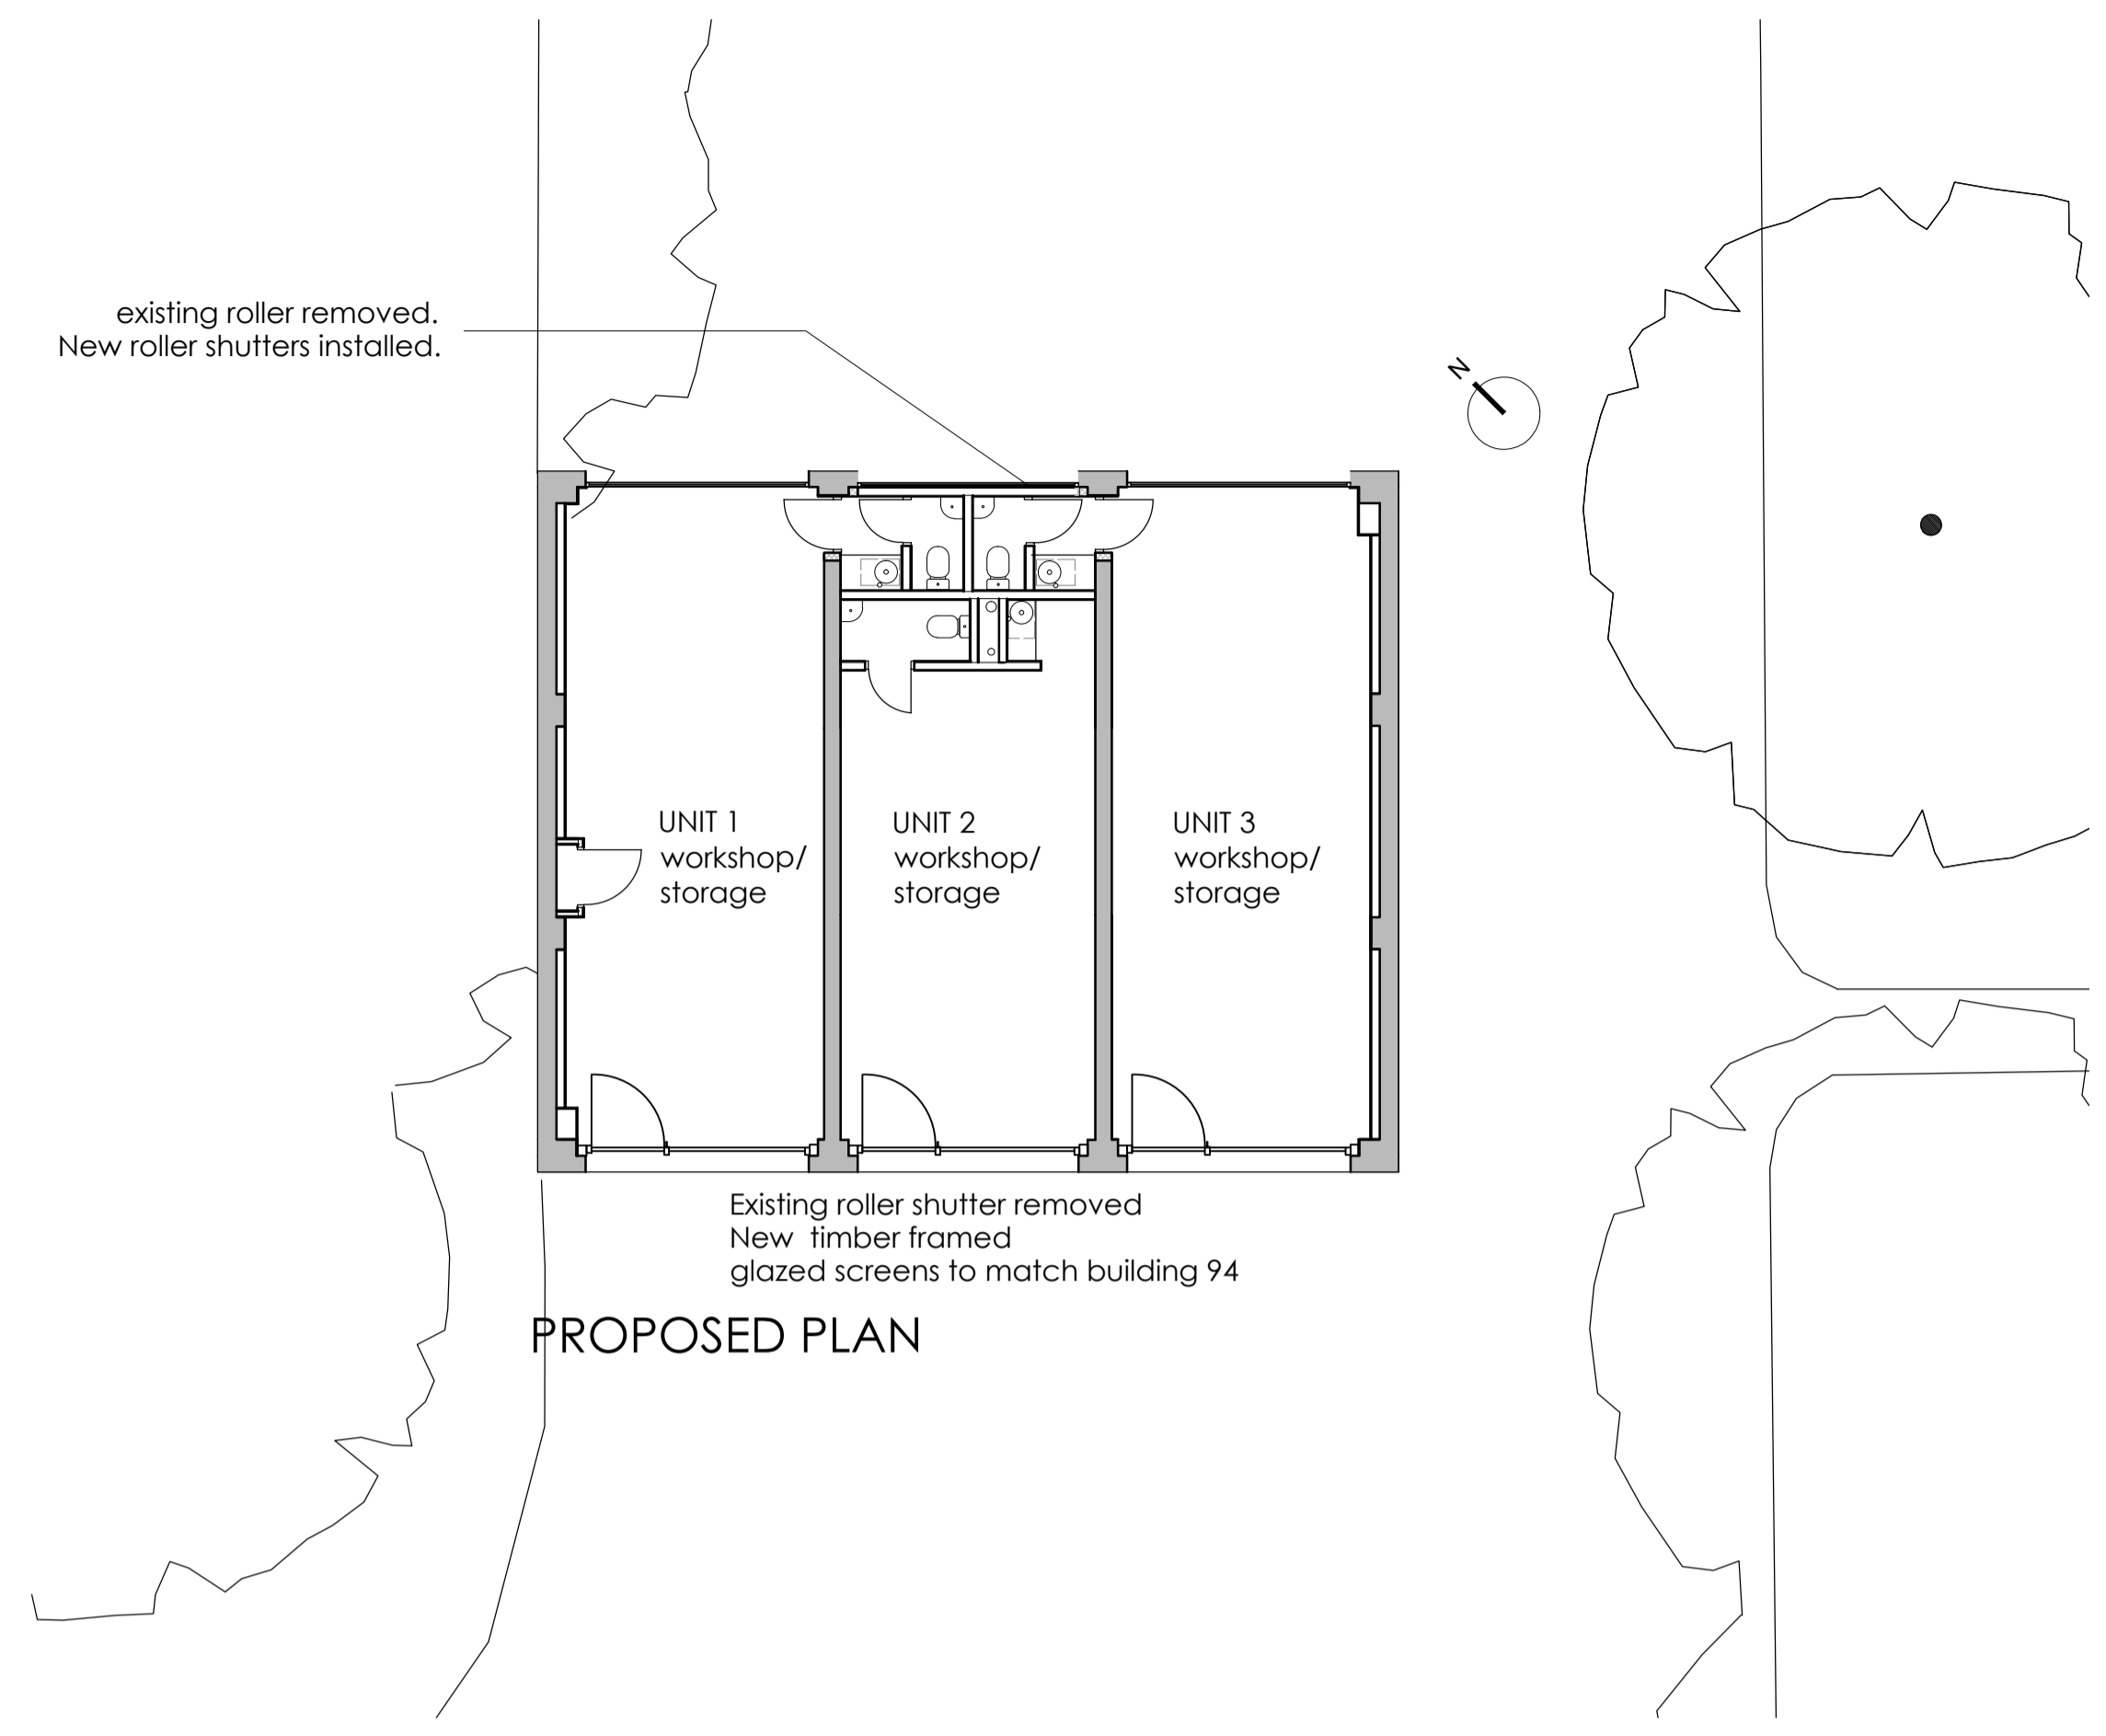 existing roller removed.
New roller shutters installed.
N
UNIT 1
workshop/
storage
UNIT 2
workshop/
storage
UNIT 3
workshop/
storage
Existing roller shutter removed
New timber framed
glazed screens to match building 94
PROPOSED PLAN